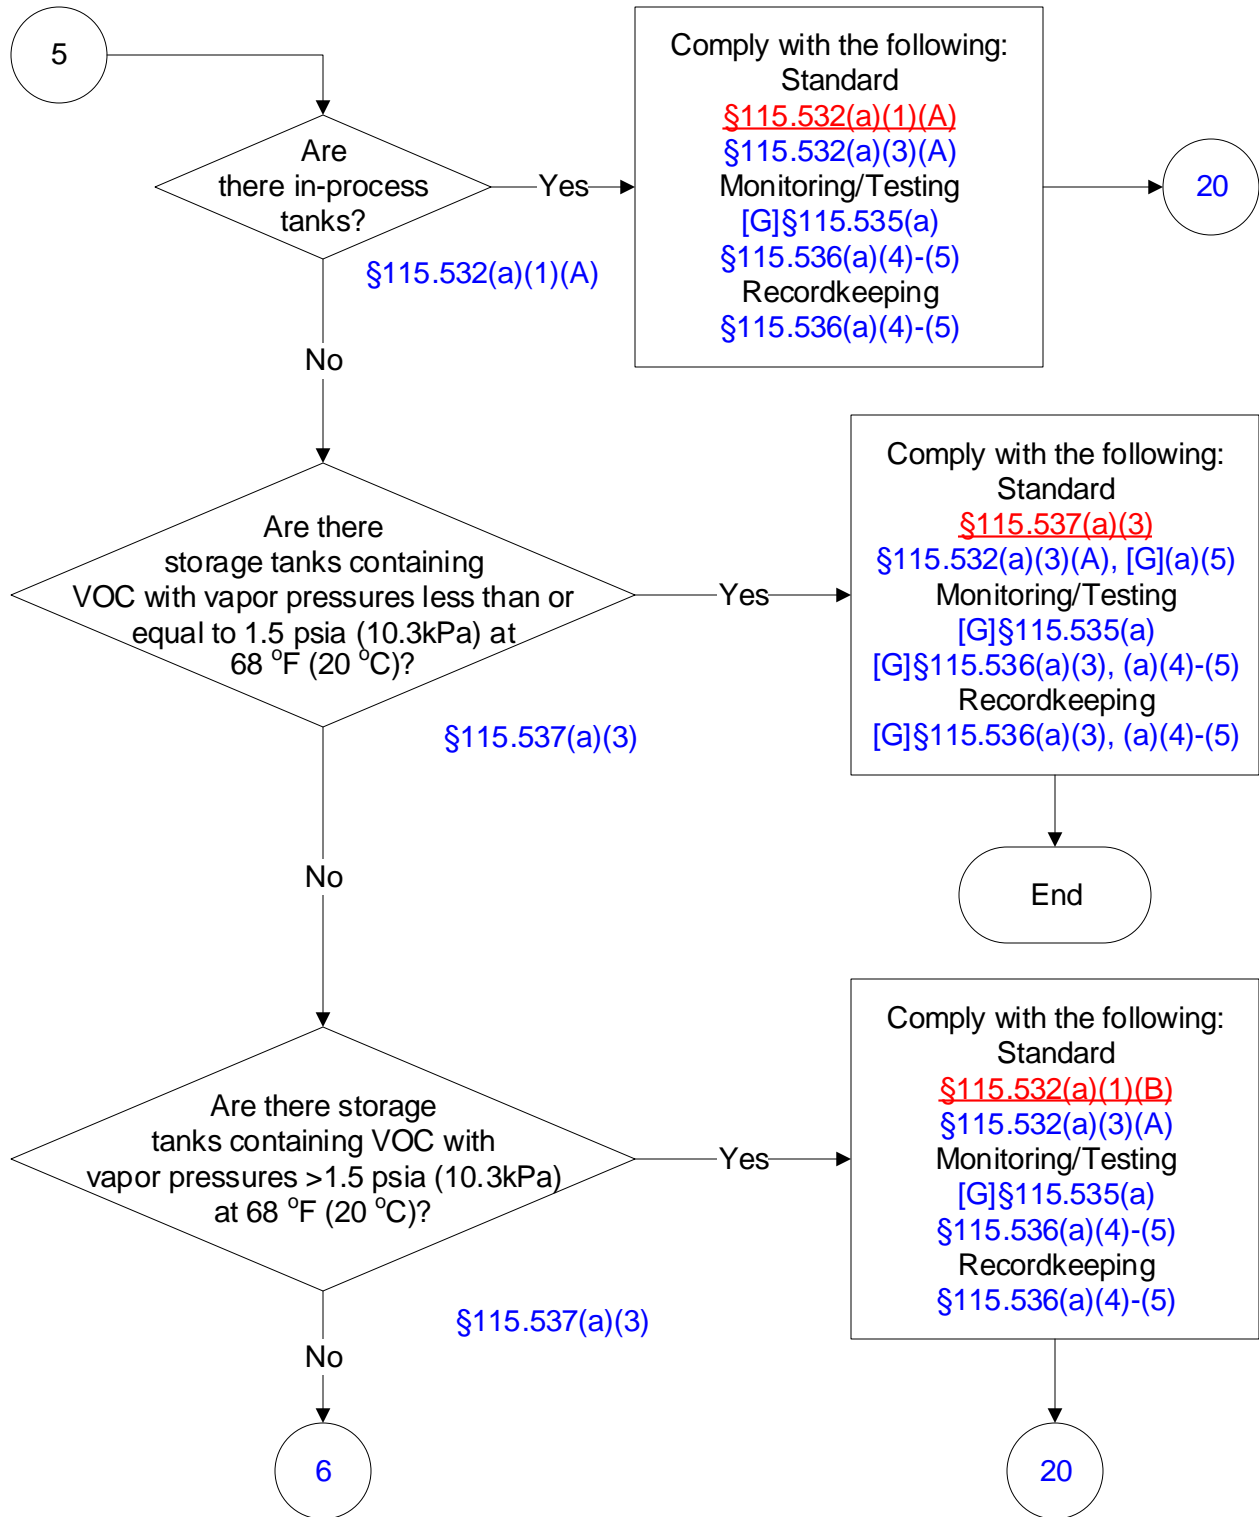 5
Are
there in-process
tanks?
Yes
§115.532(a)(1)(A)
No
Comply with the following:
Standard
§115.532(a)(1)(A)
§115.532(a)(3)(A)
Monitoring/Testing
[G]§115.535(a)
§115.536(a)(4)-(5)
Recordkeeping
§115.536(a)(4)-(5)
20
Are there
storage tanks containing
VOC with vapor pressures less than or
equal to 1.5 psia (10.3kPa) at
68 °F (20 °C)?
Yes
§115.537(a)(3)
No
Comply with the following:
Standard
§115.537(a)(3)
§115.532(a)(3)(A), [G](a)(5)
Monitoring/Testing
[G]§115.535(a)
[G]§115.536(a)(3), (a)(4)-(5)
Recordkeeping
[G]§115.536(a)(3), (a)(4)-(5)
End
Are there storage
tanks containing VOC with
vapor pressures >1.5 psia (10.3kPa)
at 68 °F (20 °C)?
Yes
§115.537(a)(3)
No
Comply with the following:
Standard
§115.532(a)(1)(B)
§115.532(a)(3)(A)
Monitoring/Testing
[G]§115.535(a)
§115.536(a)(4)-(5)
Recordkeeping
§115.536(a)(4)-(5)
6
20